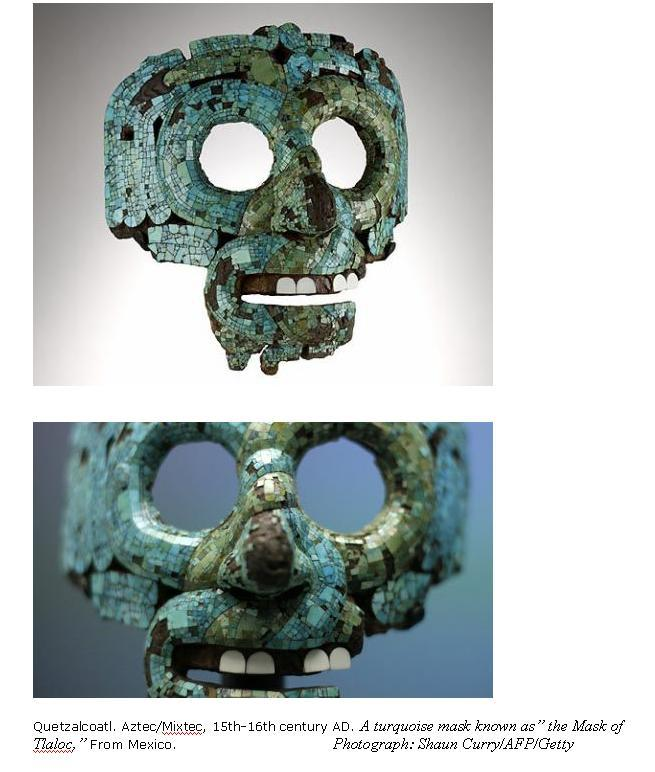 Quetzalcoatl. Aztec/Mixtec, 15th–16th century AD. A turquoise mask known as” the Mask of
Tlaloc,” From Mexico. Photograph: Shaun Curry/AFP/Getty